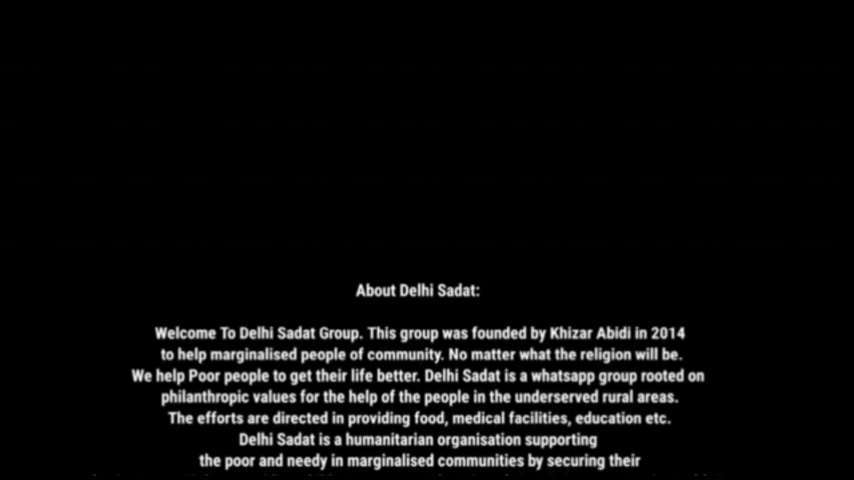 About Delhi Sadat:
Welcome To Delhi Sadat Group. This group was founded by Khizar Abidi in 2014
to help marginalised people of community. No matter what the religion will be.
We help Poor people to get their life better. Delhi Sadat is a whatsapp group rooted on
philanthropic values for the help of the people in the underserved rural areas.
The efforts are directed in providing food, medical facilities, education etc.
Delhi Sadat is a humanitarian organisation supporting
the poor and needy in marginalised communities by securing their